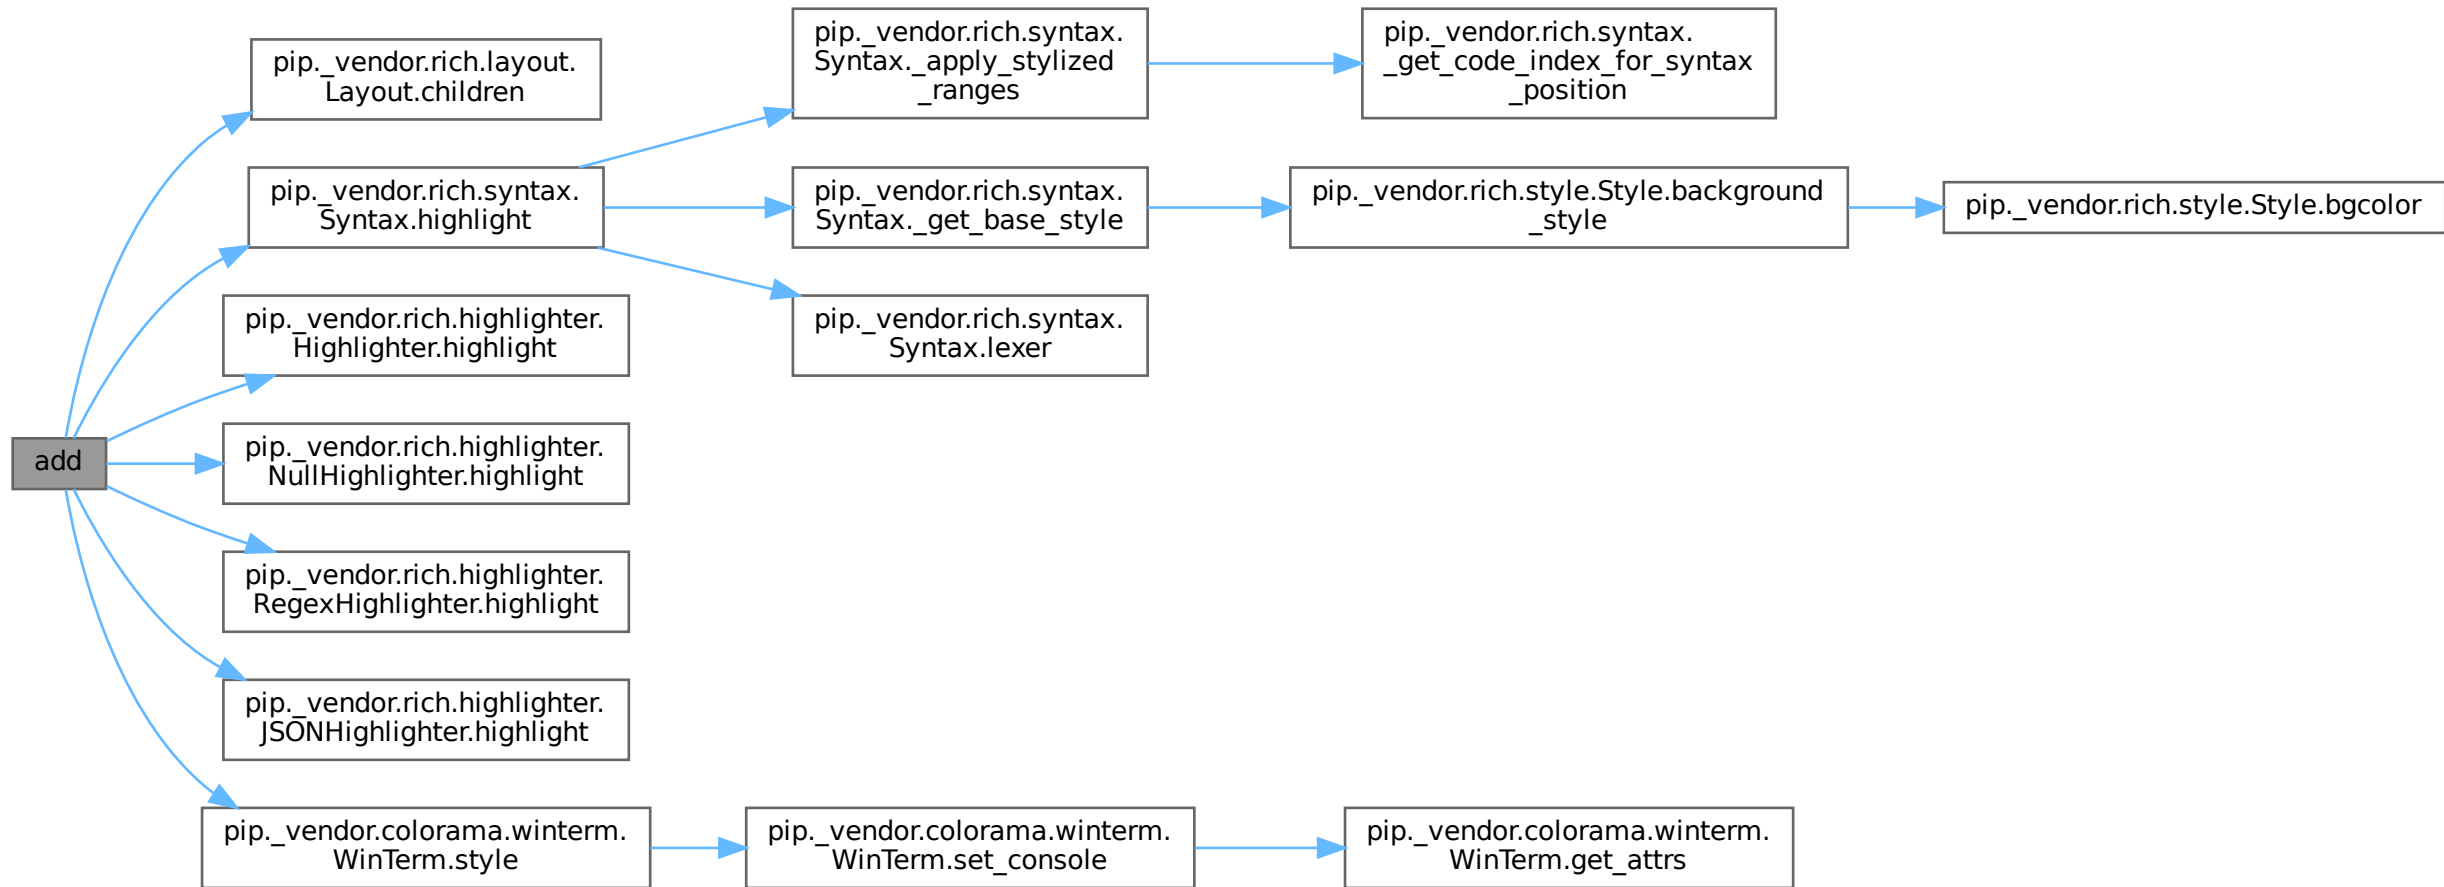 add
pip._vendor.rich.layout.
Layout.children
pip._vendor.rich.syntax.
Syntax.highlight
pip._vendor.rich.highlighter.
Highlighter.highlight
pip._vendor.rich.highlighter.
NullHighlighter.highlight
pip._vendor.rich.highlighter.
RegexHighlighter.highlight
pip._vendor.rich.highlighter.
JSONHighlighter.highlight
pip._vendor.colorama.winterm.
WinTerm.style
pip._vendor.rich.syntax.
Syntax._apply_stylized
_ranges
pip._vendor.rich.syntax.
Syntax._get_base_style
pip._vendor.rich.syntax.
Syntax.lexer
pip._vendor.colorama.winterm.
WinTerm.set_console
pip._vendor.rich.syntax.
_get_code_index_for_syntax
_position
pip._vendor.rich.style.Style.background
_style
pip._vendor.colorama.winterm.
WinTerm.get_attrs
pip._vendor.rich.style.Style.bgcolor